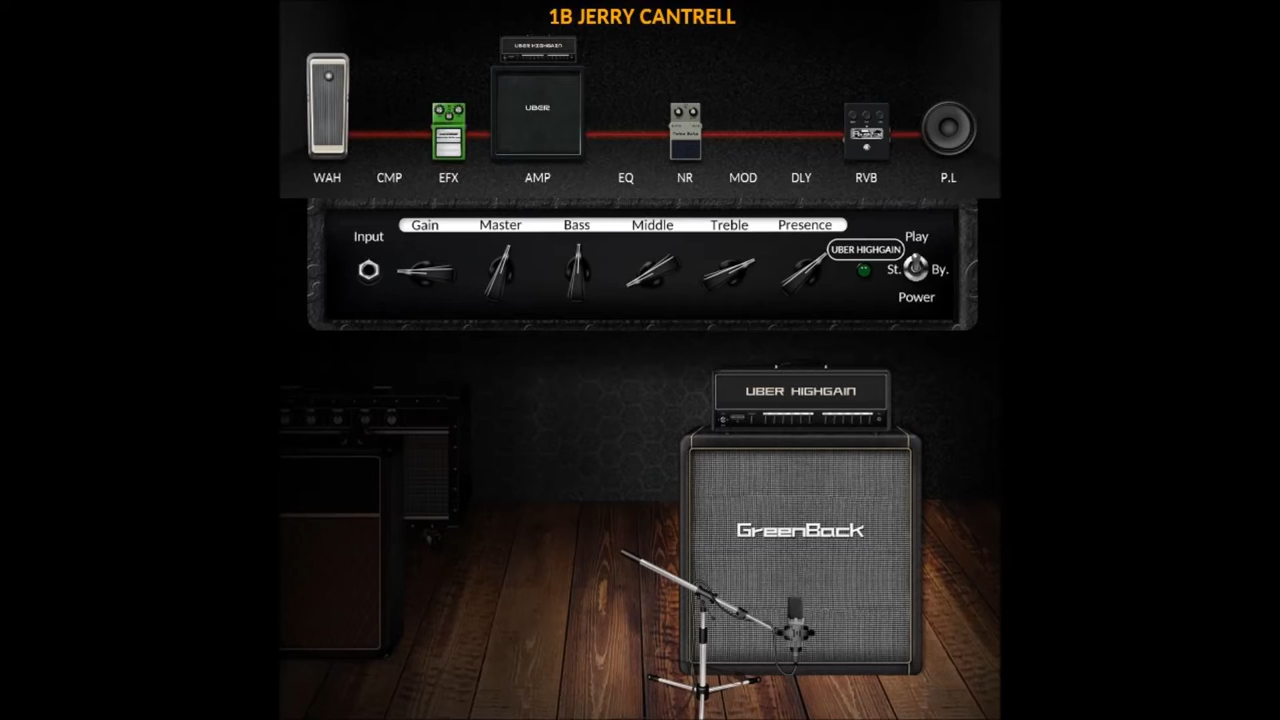 1B JERRY CANTRELL
UBER HIGHGAIN
UBER
WAH CMP EFX AMP EQ NR MOD DLY RVB P.L
Gain Master Bass Middle Treble Presence
Input
UBER HIGHGAIN
Play
St. By.
Power
UBER HIGHGAIN
GreenBack